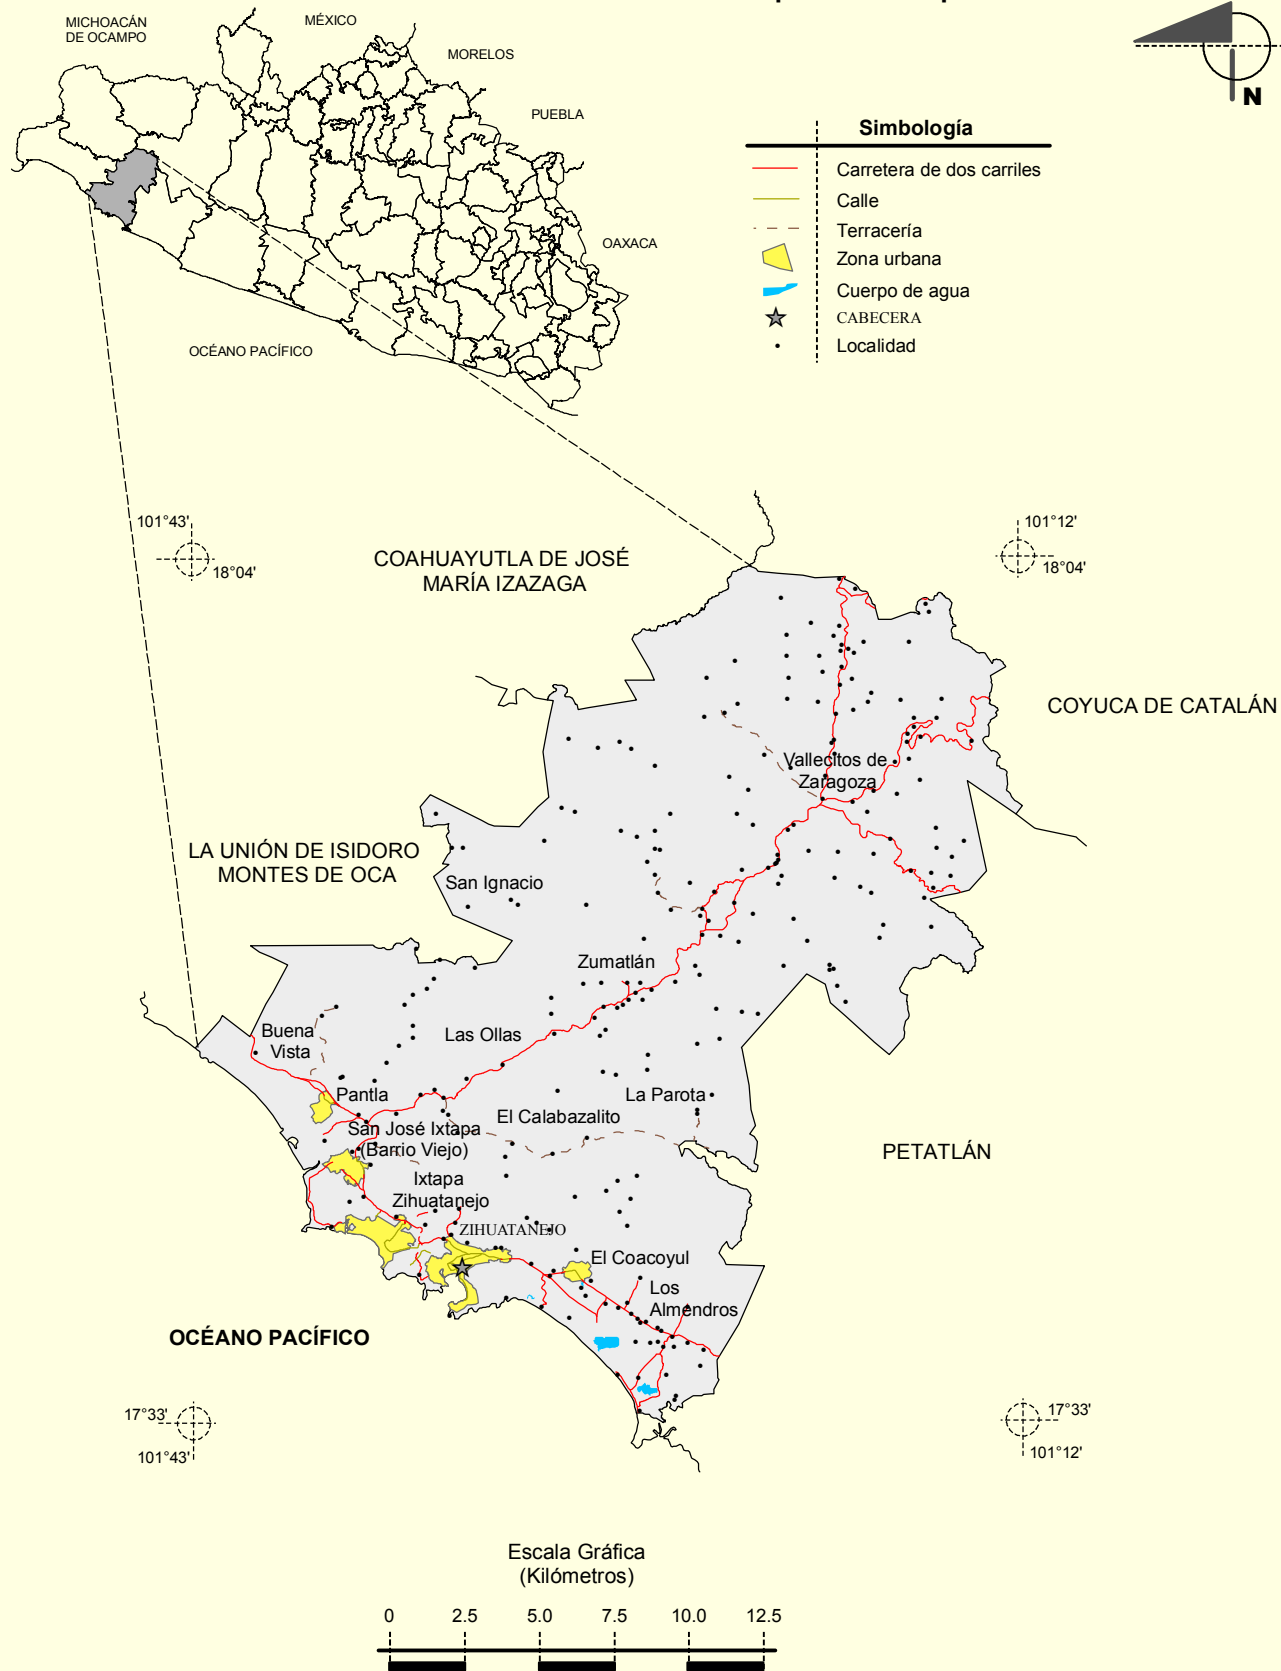 MICHOACÁN
DE OCAMPO
MÉXICO
MORELOS
PUEBLA
OAXACA
OCÉANO PACÍFICO
N
Simbología
Carretera de dos carriles
Calle
Terracería
Zona urbana
Cuerpo de agua
CABECERA
Localidad
101°43'
18°04'
101°12'
18°04'
COAHUAYUTLA DE JOSÉ
MARÍA IZAZAGA
COYUCA DE CATALÁN
Vallecitos de
Zaragoza
LA UNIÓN DE ISIDORO
MONTES DE OCA
San Ignacio
Zumatlán
Buena
Vista
Las Ollas
Pantla
La Parota
El Calabazalito
San José Ixtapa
(Barrio Viejo)
PETATLÁN
Ixtapa
Zihuatanejo
ZIHUATANEJO
El Coacoyul
Los
Almendros
OCÉANO PACÍFICO
17°33'
101°43'
17°33'
101°12'
Escala Gráfica
(Kilómetros)
0 2.5 5.0 7.5 10.0 12.5